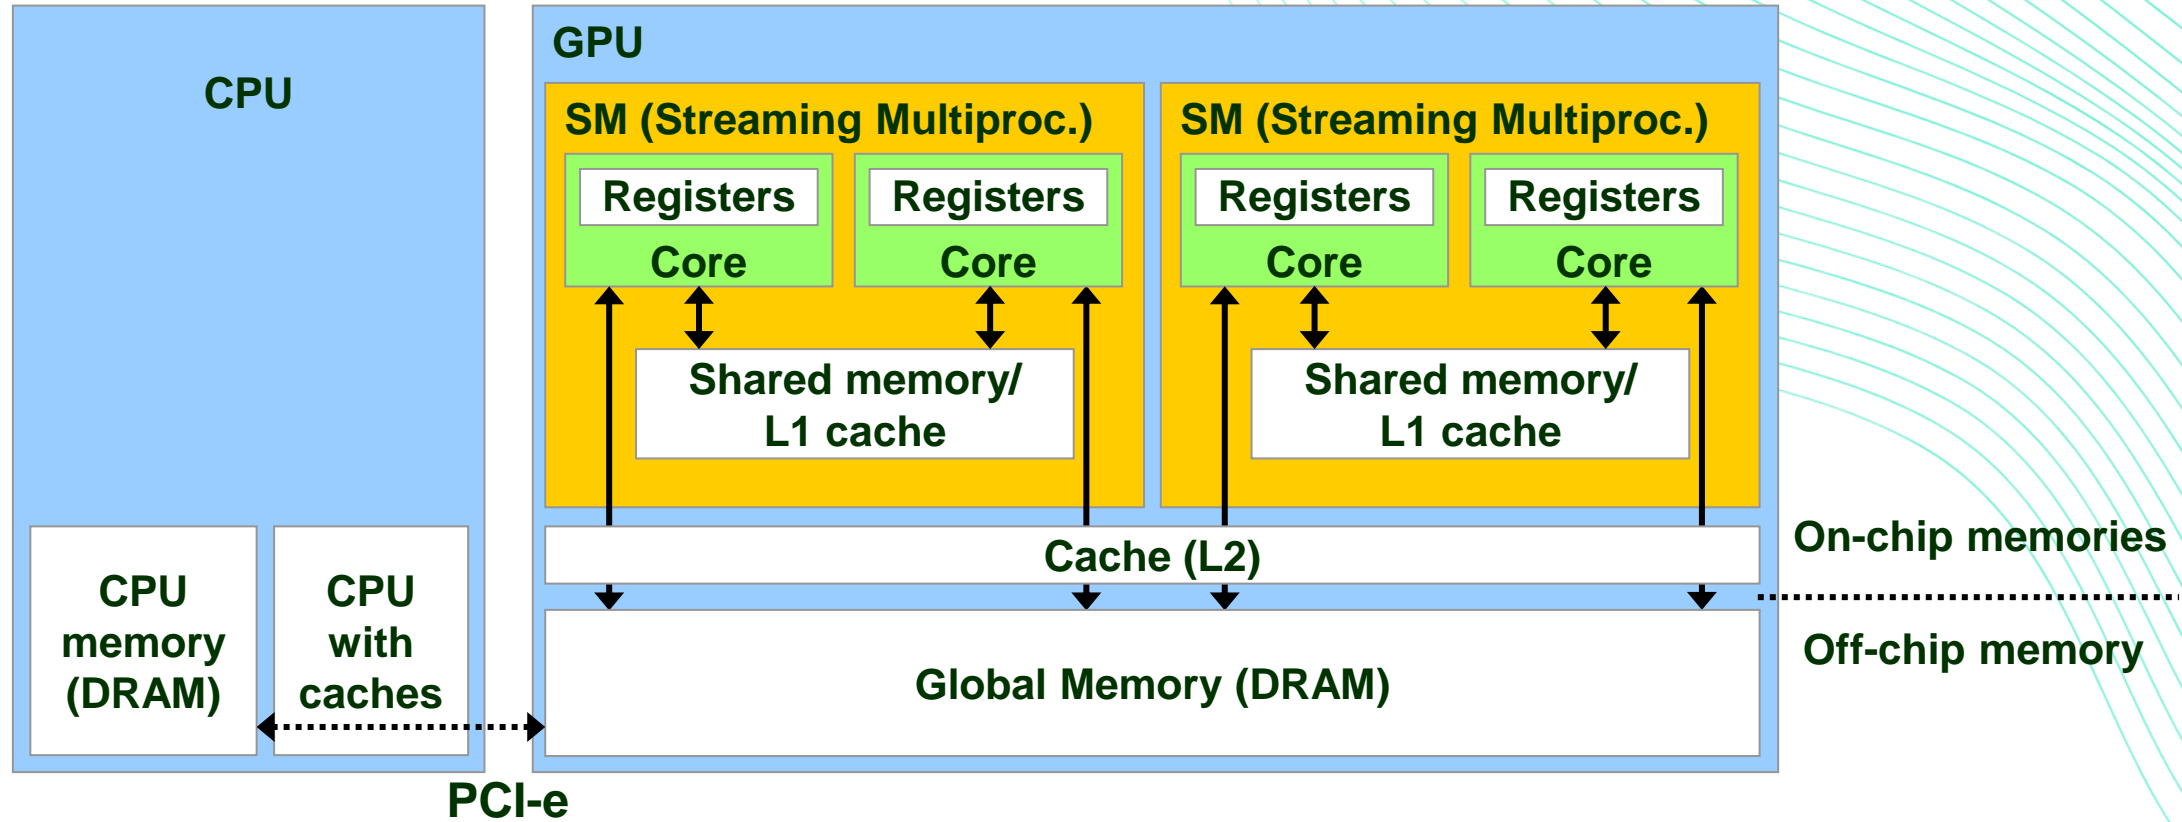 CPU
CPU
memory
(DRAM)
CPU
with
caches
PCI-e
GPU
SM (Streaming Multiproc.)
Registers
Core
Registers
Core
Shared memory/
L1 cache
SM (Streaming Multiproc.)
Registers
Core
Registers
Core
Shared memory/
L1 cache
Cache (L2)
Global Memory (DRAM)
On-chip memories
Off-chip memory